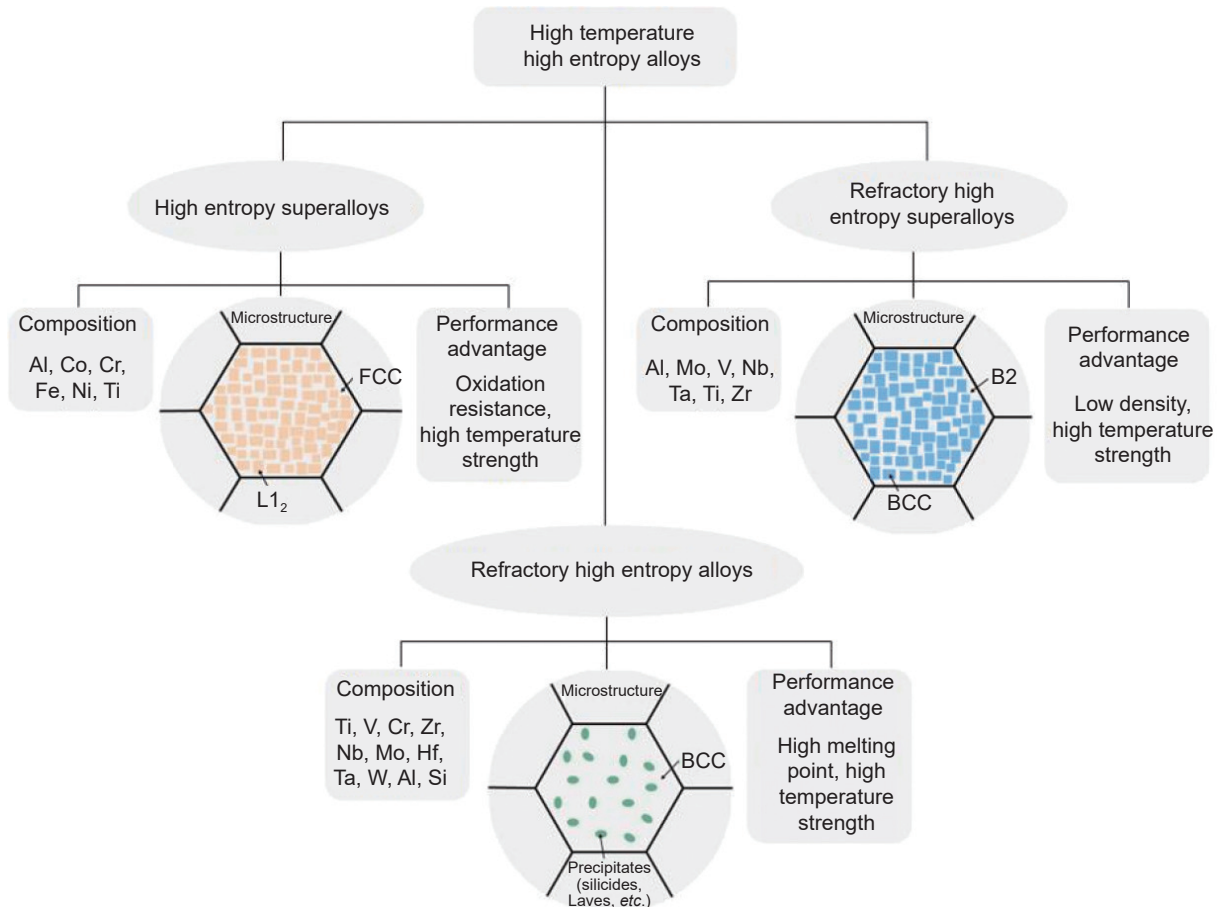 High temperature
high entropy alloys
High entropy superalloys
Composition
Al, Co, Cr,
Fe, Ni, Ti
Microstructure
FCC
L1₂
Performance
advantage
Oxidation
resistance,
high temperature
strength
Refractory high
entropy superalloys
Composition
Al, Mo, V, Nb,
Ta, Ti, Zr
Microstructure
B2
BCC
Performance
advantage
Low density,
high temperature
strength
Refractory high entropy alloys
Composition
Ti, V, Cr, Zr,
Nb, Mo, Hf,
Ta, W, Al, Si
Microstructure
BCC
Precipitates
(silicides,
Laves, etc.)
Performance
advantage
High melting
point, high
temperature
strength